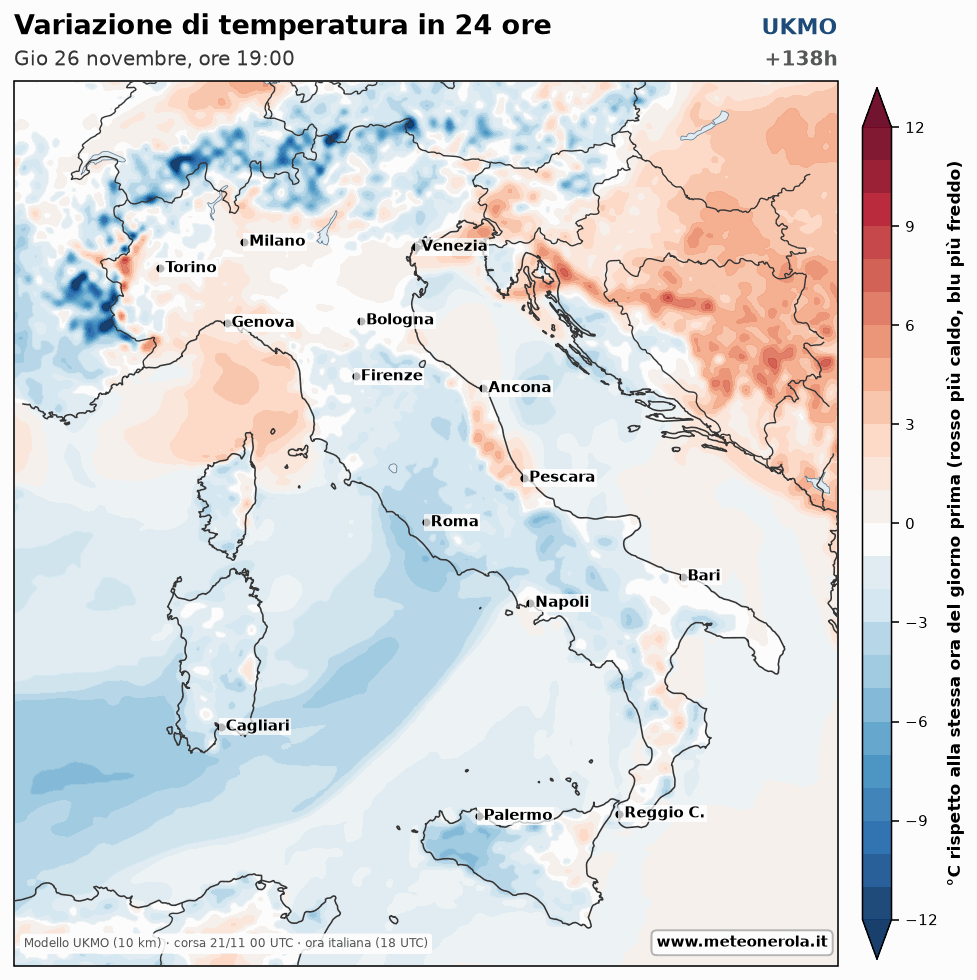 Variazione di temperatura in 24 ore
UKMO
Gio 26 novembre, ore 19:00
+138h
Milano
Venezia
Torino
Genova
Bologna
Firenze
Ancona
Pescara
Roma
Bari
Napoli
Cagliari
Palermo
Reggio C.
12
9
6
3
0
−3
−6
−9
−12
°C rispetto alla stessa ora del giorno prima (rosso più caldo, blu più freddo)
Modello UKMO (10 km) · corsa 21/11 00 UTC · ora italiana (18 UTC)
www.meteonerola.it